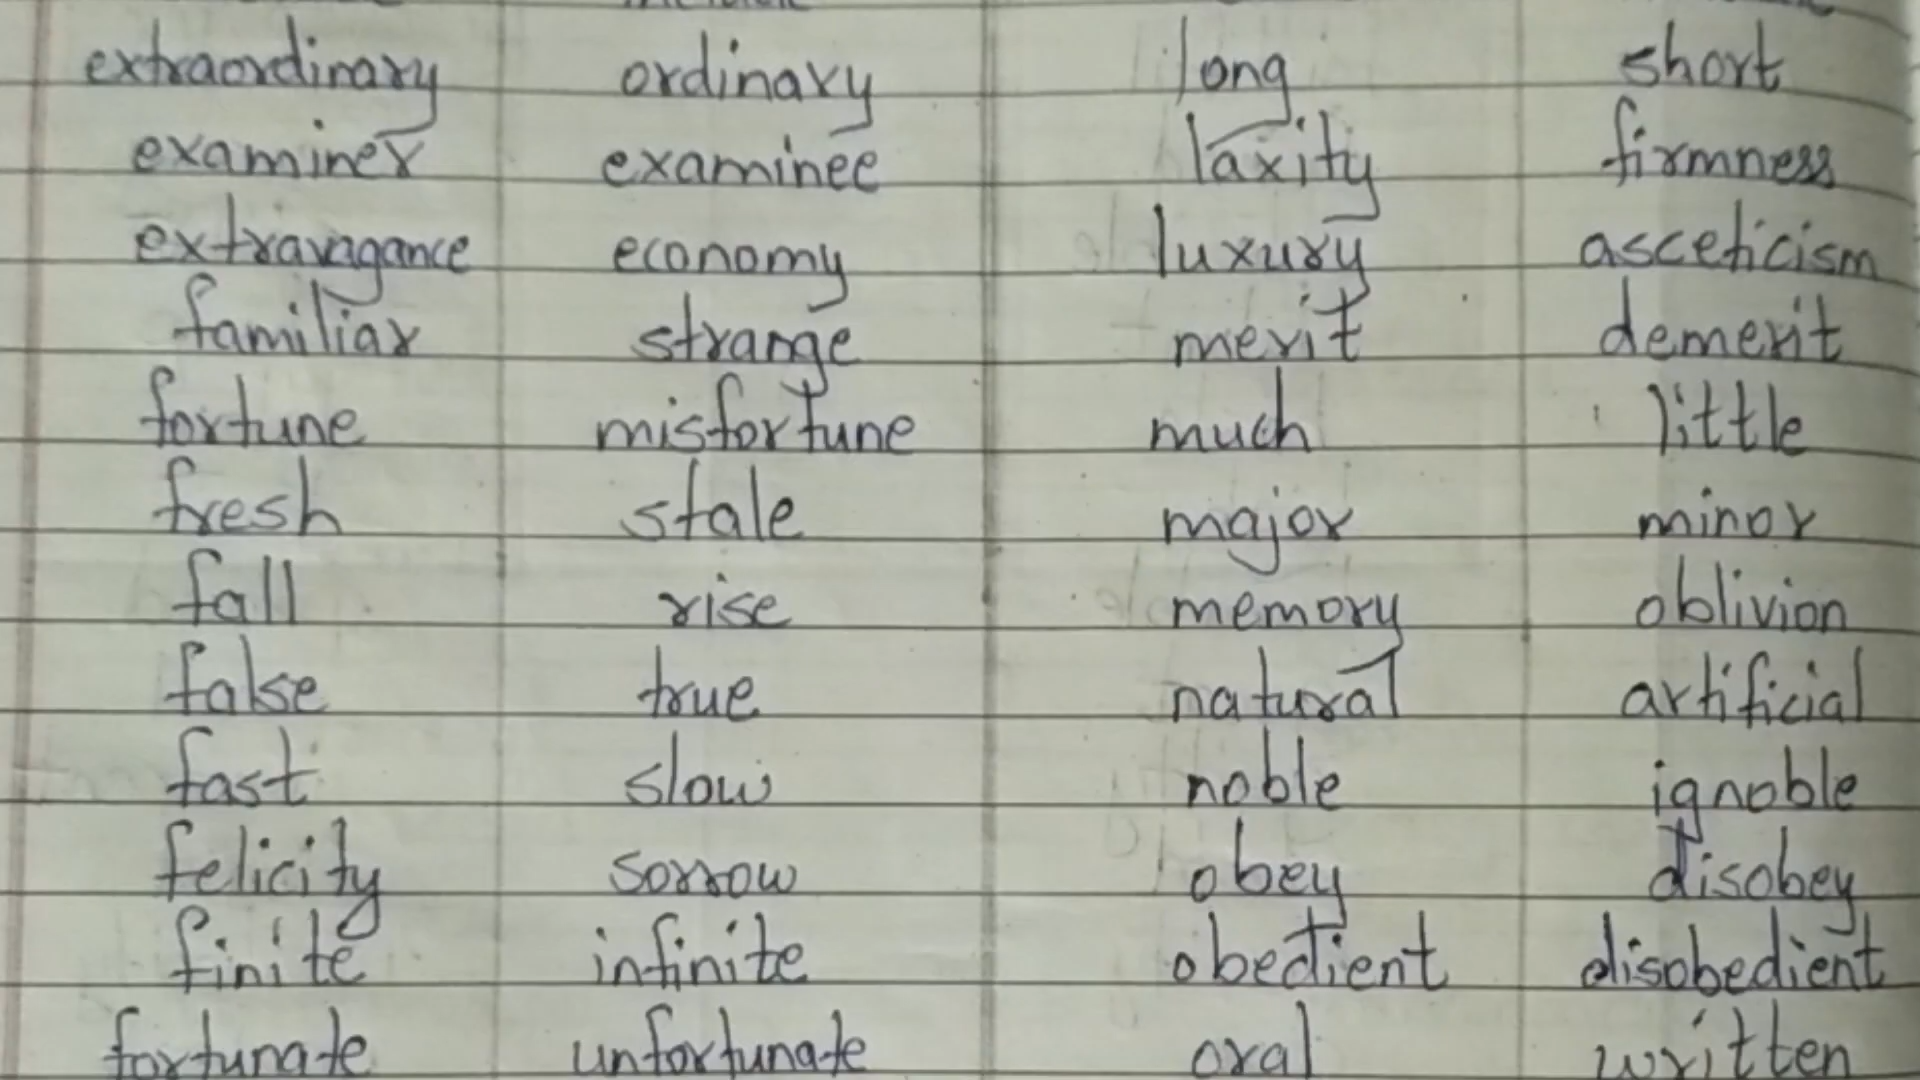 extraordinary ordinary long short
examiner examinee laxity firmness
extravagance economy luxury asceticism
familiar strange merit demerit
fortune misfortune much little
fresh stale major minor
fall rise memory oblivion
false true natural artificial
fast slow noble ignoble
felicity sorrow obey disobey
finite infinite obedient disobedient
fortunate unfortunate oral written